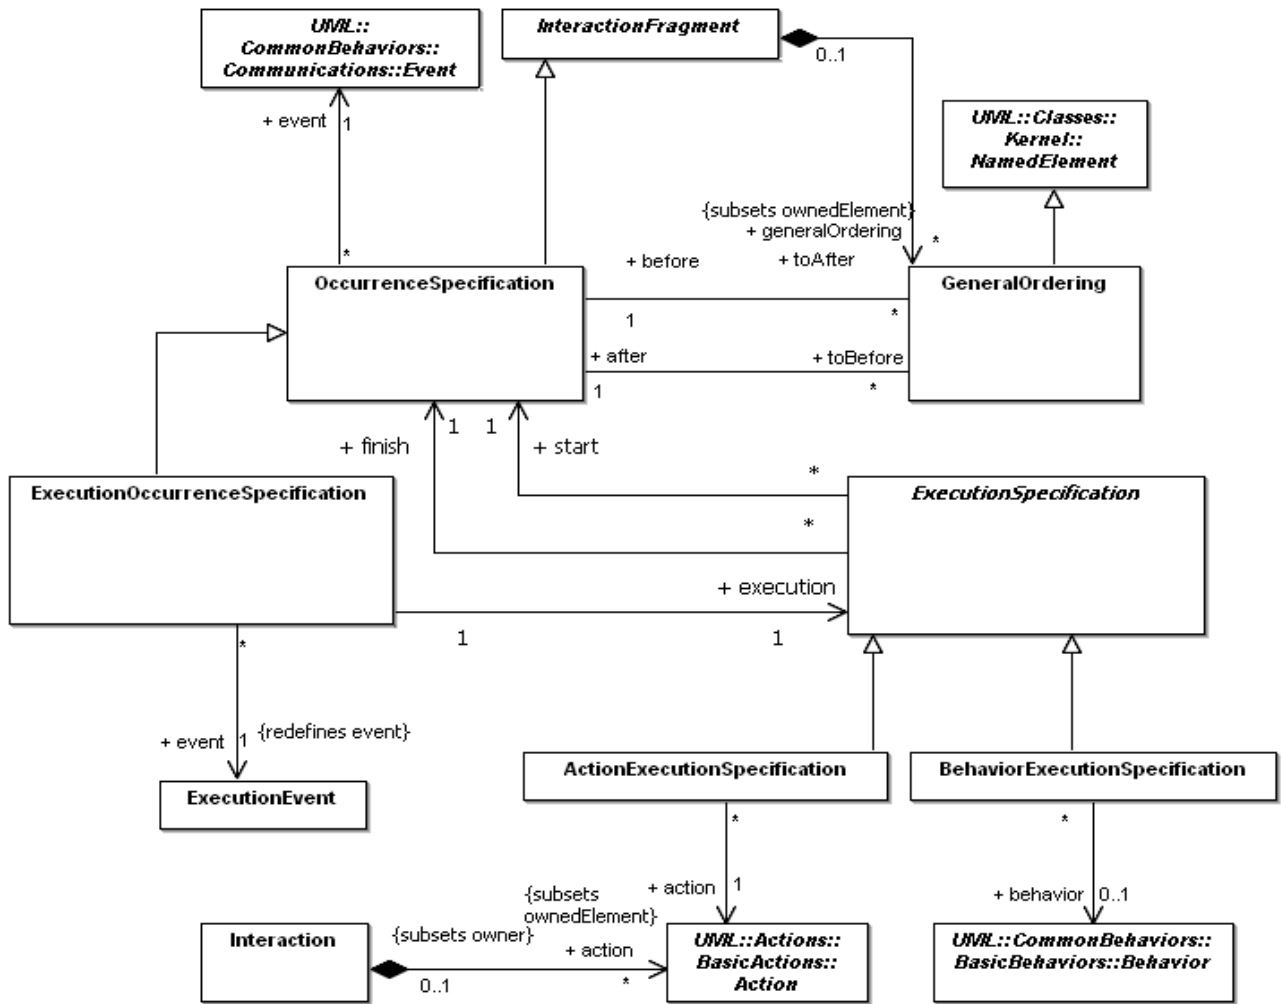 UML::
CommonBehaviors::
Communications::Event
InteractionFragment
0..1
+ event
1
UML::Classes::
Kernel::
NamedElement
{subsets ownedElement}
+ generalOrdering
*
*
+ before
+ toAfter
OccurrenceSpecification
GeneralOrdering
1
*
+ after
+ toBefore
1
*
+ finish
1
1
+ start
*
ExecutionOccurrenceSpecification
ExecutionSpecification
*
+ execution
1
1
*
+ event
1
{redefines event}
ExecutionEvent
ActionExecutionSpecification
BehaviorExecutionSpecification
*
*
+ action
1
+ behavior
0..1
{subsets
ownedElement}
{subsets owner}
+ action
Interaction
0..1
*
UML::Actions::
BasicActions::
Action
UML::CommonBehaviors::
BasicBehaviors::Behavior